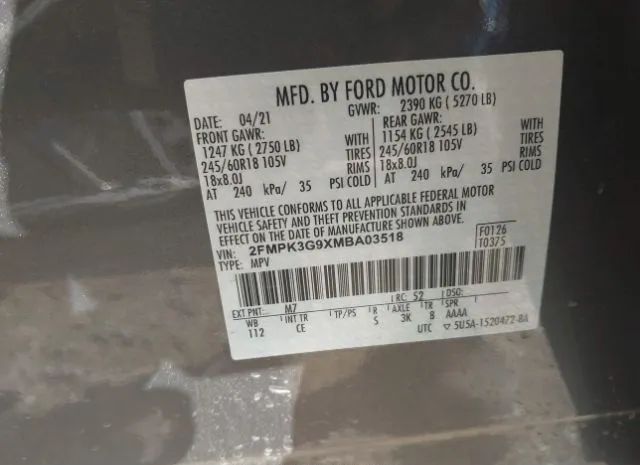 MFD. BY FORD MOTOR CO.
DATE: 04/21 GVWR: 2390 KG ( 5270 LB)
FRONT GAWR: REAR GAWR:
1247 KG ( 2750 LB) WITH 1154 KG ( 2545 LB) WITH
245/60R18 105V TIRES 245/60R18 105V TIRES
18x8.0J RIMS 18x8.0J RIMS
AT 240 kPa/ 35 PSI COLD AT 240 kPa/ 35 PSI COLD
THIS VEHICLE CONFORMS TO ALL APPLICABLE FEDERAL MOTOR
VEHICLE SAFETY AND THEFT PREVENTION STANDARDS IN
EFFECT ON THE DATE OF MANUFACTURE SHOWN ABOVE.
VIN: 2FMPK3G9XMBA03518 F0126
TYPE: MPV T0375
EXT PNT: M7 RC: 52 DSO:
WB INT TR TP/PS R AXLE TR SPR
112 CE S 3K 8 AAAA
UTC ▽ 5U5A-1520472-BA